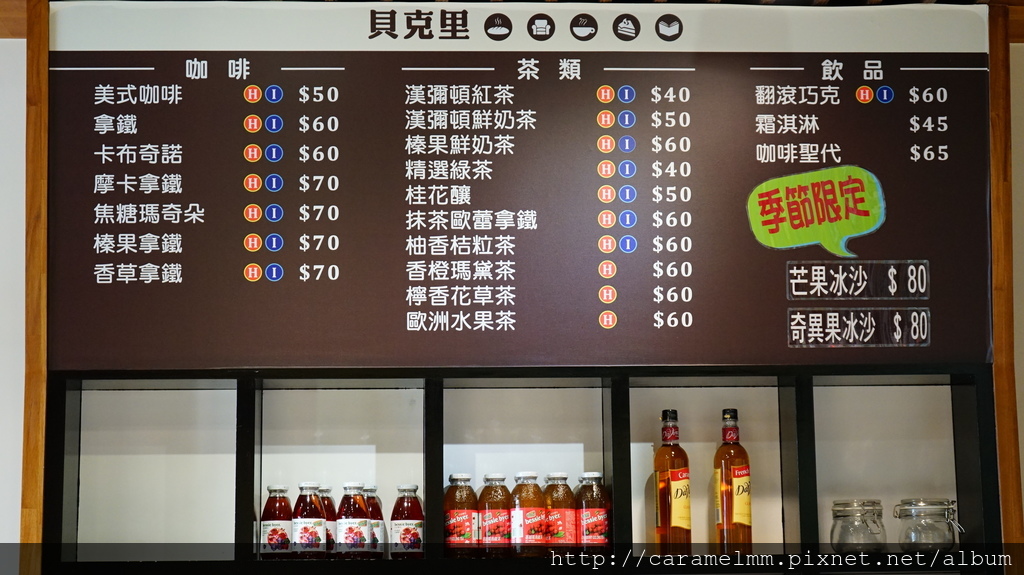 貝克里
咖啡
美式咖啡 H I $50
拿鐵 H I $60
卡布奇諾 H I $60
摩卡拿鐵 H I $70
焦糖瑪奇朵 H I $70
榛果拿鐵 H I $70
香草拿鐵 H I $70
茶類
漢彌頓紅茶 H I $40
漢彌頓鮮奶茶 H I $50
榛果鮮奶茶 H I $60
精選綠茶 H I $40
桂花釀 H I $50
抹茶歐蕾拿鐵 H I $60
柚香桔粒茶 H I $60
香橙瑪黛茶 H $60
檸香花草茶 H $60
歐洲水果茶 H $60
飲品
翻滾巧克 H I $60
霜淇淋 $45
咖啡聖代 $65
季節限定
芒果冰沙 $ 80
奇異果冰沙 $ 80
http://caramelmm.pixnet.net/album